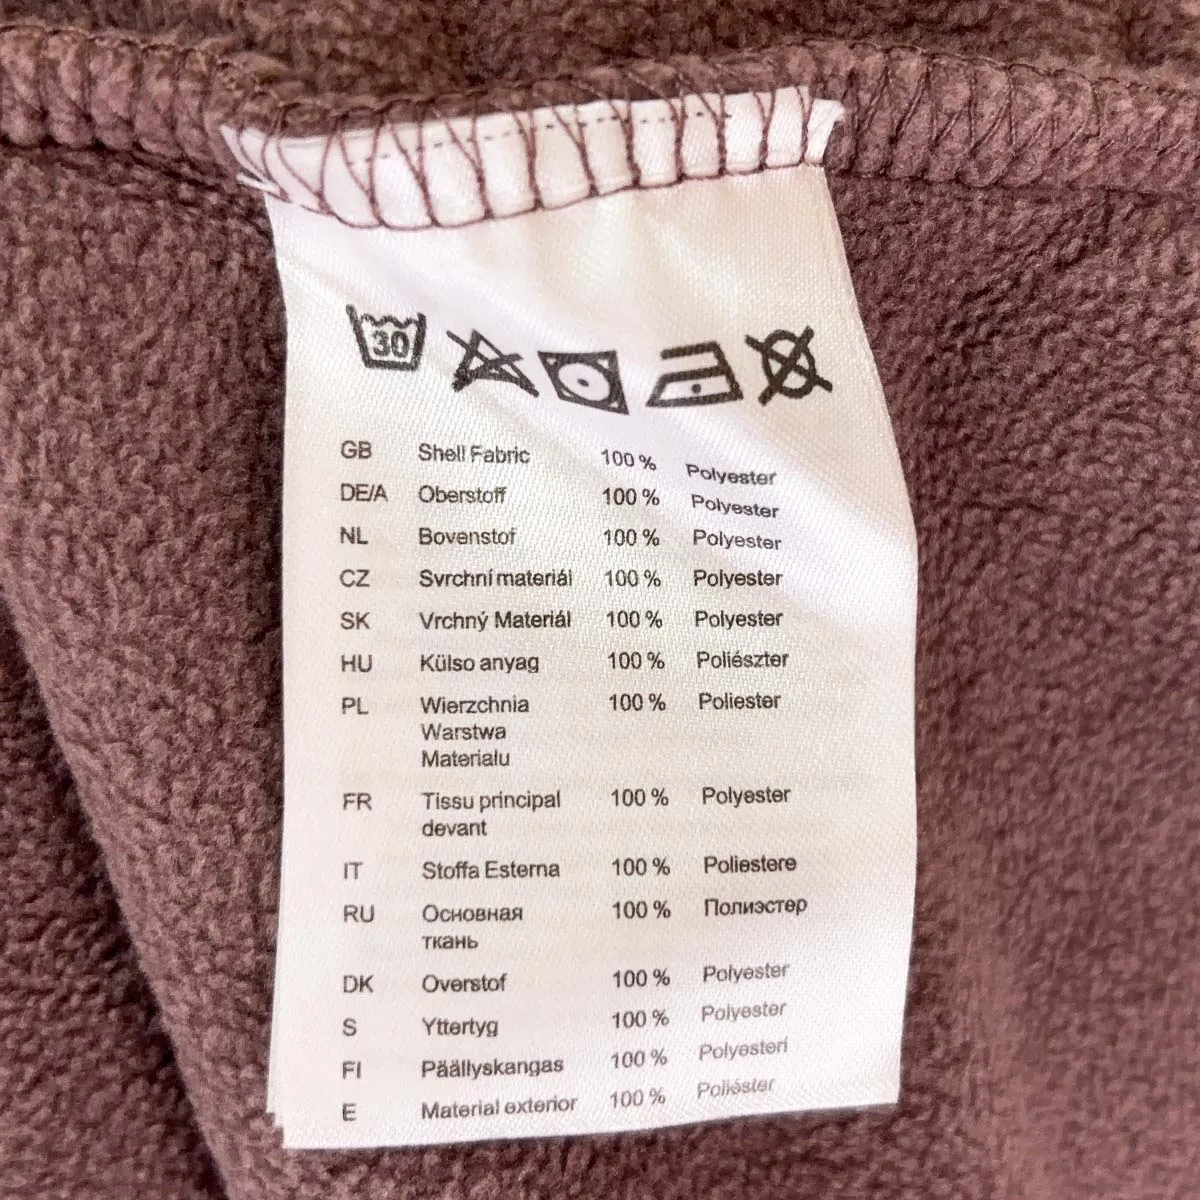 30
GB Shell Fabric 100 % Polyester
DE/A Oberstoff 100 % Polyester
NL Bovenstof 100 % Polyester
CZ Svrchní materiál 100 % Polyester
SK Vrchný Materiál 100 % Polyester
HU Külso anyag 100 % Poliészter
PL Wierzchnia 100 % Poliester
Warstwa
Materialu
FR Tissu principal 100 % Polyester
devant
IT Stoffa Esterna 100 % Poliestere
RU Основная 100 % Полиэстер
ткань
DK Overstof 100 % Polyester
S Yttertyg 100 % Polyester
FI Päällyskangas 100 % Polyesteri
E Material exterior 100 % Poliéster